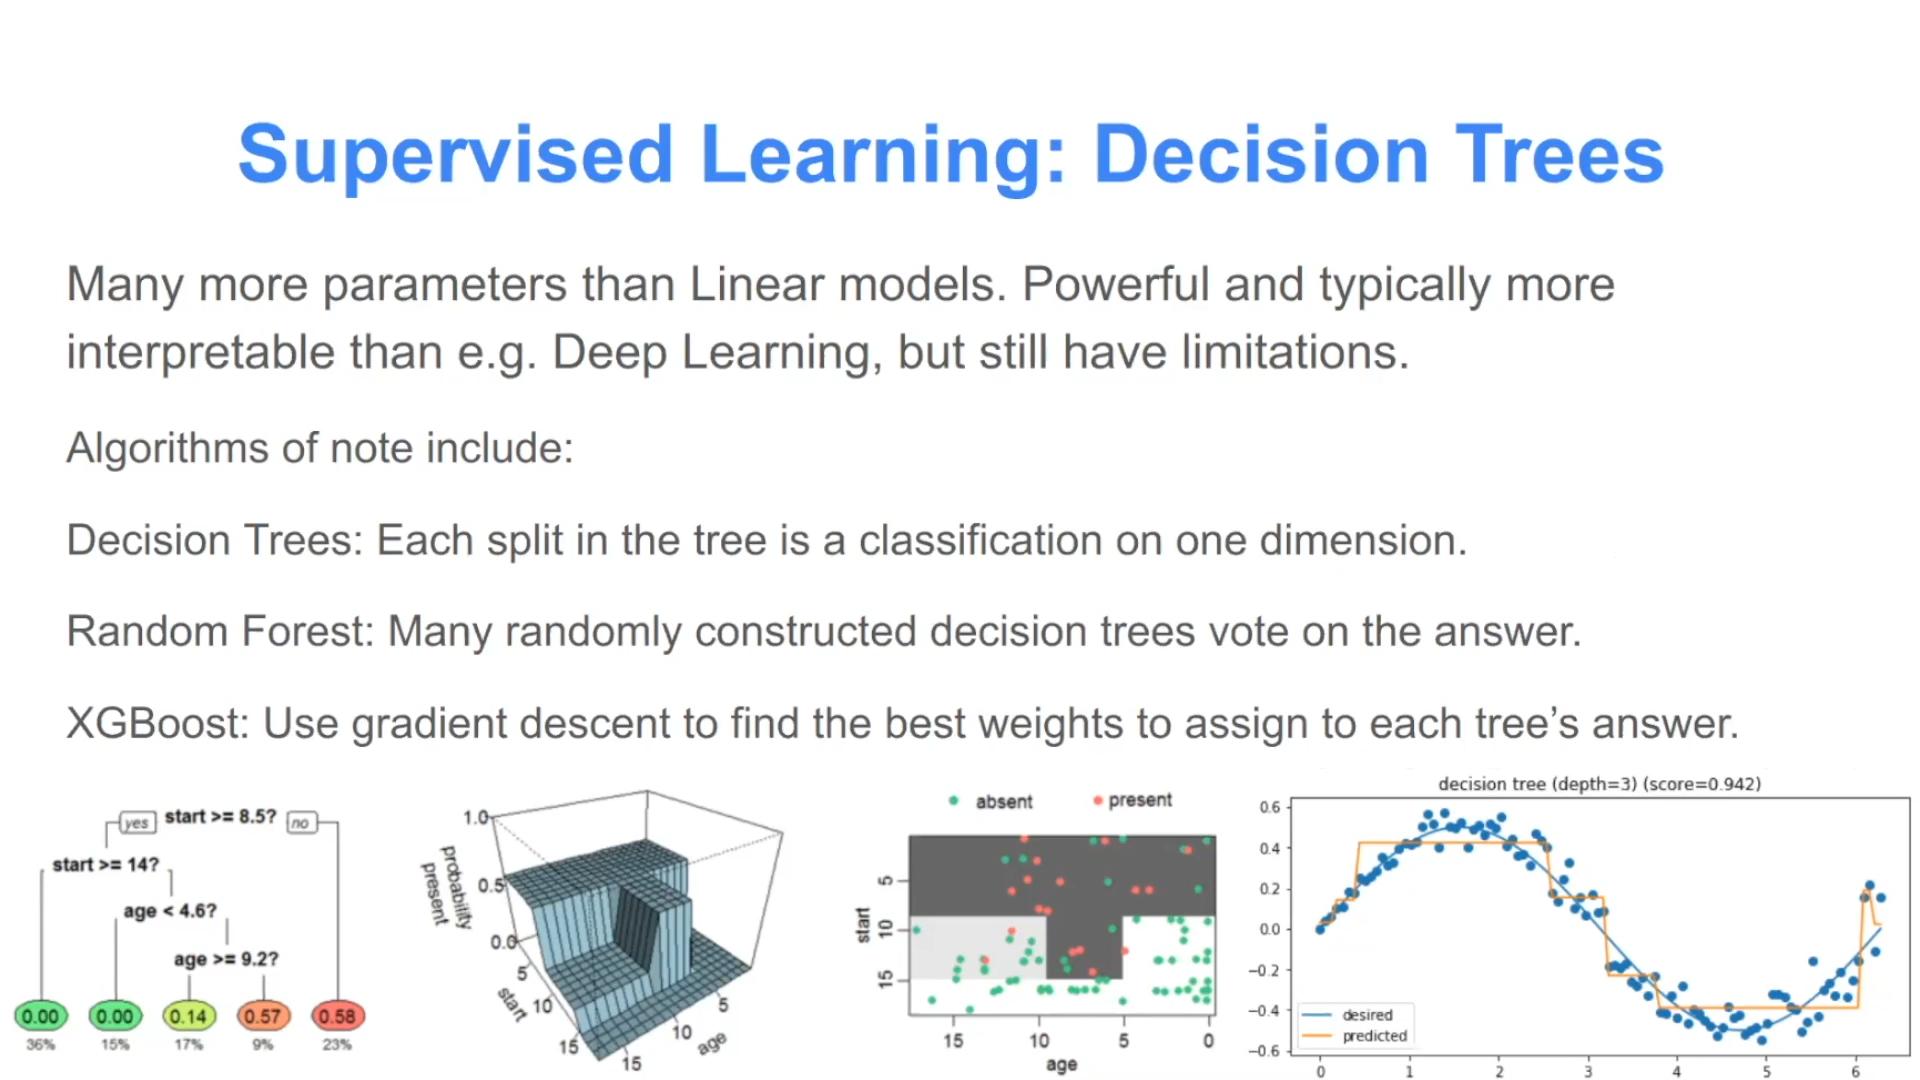 Supervised Learning: Decision Trees
Many more parameters than Linear models. Powerful and typically more
interpretable than e.g. Deep Learning, but still have limitations.
Algorithms of note include:
Decision Trees: Each split in the tree is a classification on one dimension.
Random Forest: Many randomly constructed decision trees vote on the answer.
XGBoost: Use gradient descent to find the best weights to assign to each tree’s answer.
yes start >= 8.5? no
start >= 14?
age < 4.6?
age >= 9.2?
0.00 0.00 0.14 0.57 0.58
36% 15% 17% 9% 23%
probability
present
1.0
0.5
0.0
start
5
10
15
age
15
10
5
absent present
start
5
10
15
15 10 5 0
age
decision tree (depth=3) (score=0.942)
0.6
0.4
0.2
0.0
−0.2
−0.4
−0.6
desired
predicted
0 1 2 3 4 5 6